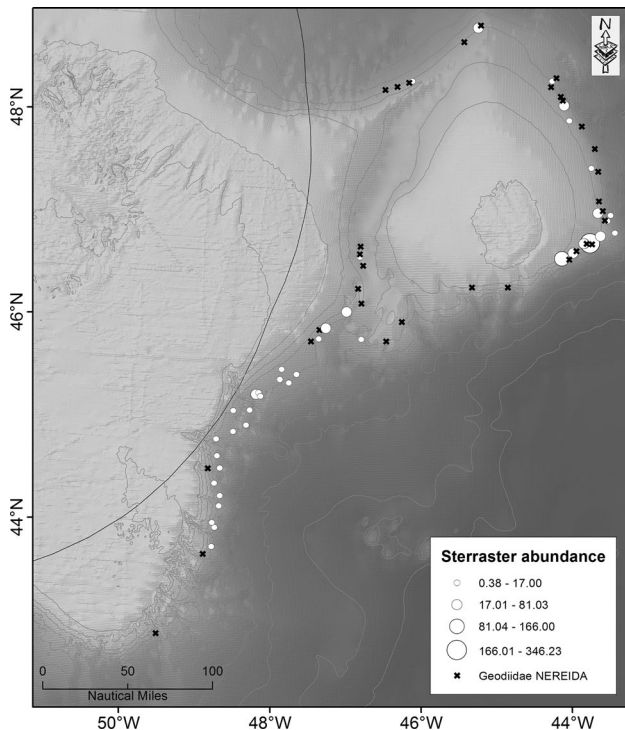 N
48°N
46°N
44°N
Sterraster abundance
0.38 - 17.00
17.01 - 81.03
81.04 - 166.00
166.01 - 346.23
Geodiidae NEREIDA
0 50 100
Nautical Miles
50°W 48°W 46°W 44°W